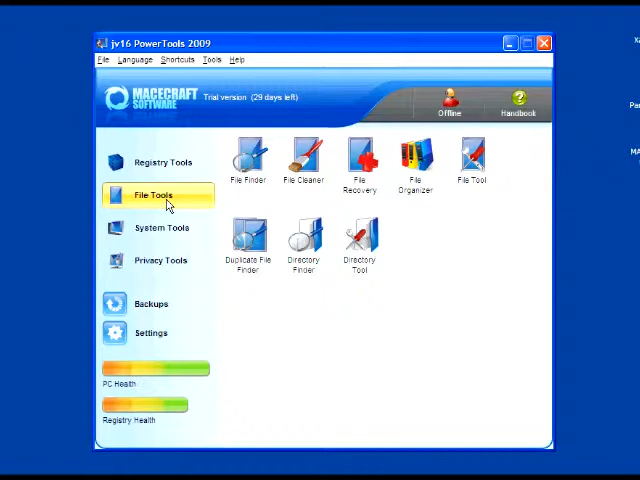 jv16 PowerTools 2009
File Language Shortcuts Tools Help
MACECRAFT
SOFTWARE
Trial version (29 days left)
Offline
Handbook
Registry Tools
File Tools
System Tools
Privacy Tools
Backups
Settings
PC Health
Registry Health
File Finder
File Cleaner
File
Recovery
File
Organizer
File Tool
Duplicate File
Finder
Directory
Finder
Directory
Tool
Par
MA